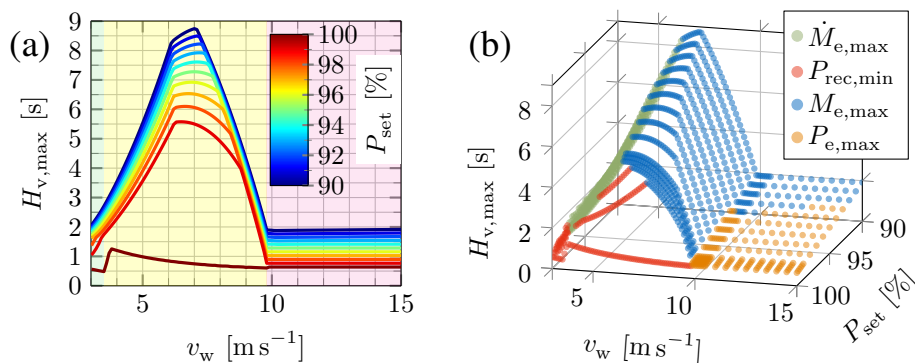 (a)
H_v,max [s]
9
8
7
6
5
4
3
2
1
0
5
10
15
v_w [m s⁻¹]
100
98
96
94
92
90
P_set [%]
(b)
H_v,max [s]
8
6
4
2
0
5
10
15
v_w [m s⁻¹]
90
95
100
P_set [%]
Ṁ_e,max
P_rec,min
M_e,max
P_e,max